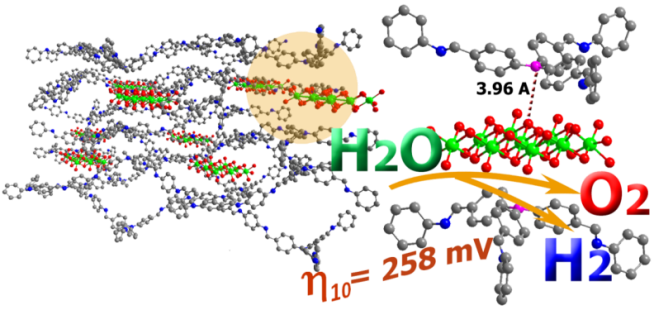 3.96 A
H2O
O2
H2
η10= 258 mV